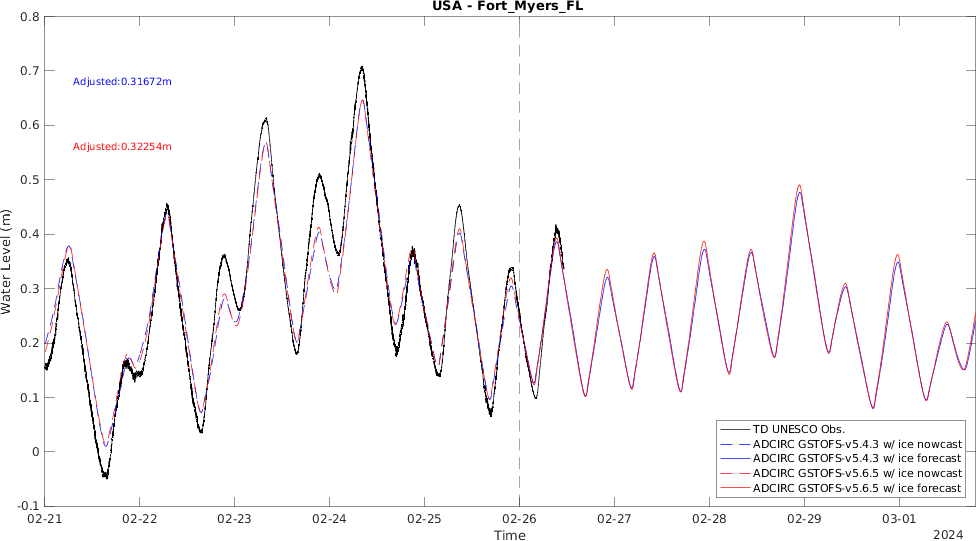 USA - Fort_Myers_FL
0.8
0.7
0.6
0.5
0.4
0.3
0.2
0.1
0
-0.1
Water Level (m)
Adjusted:0.31672m
Adjusted:0.32254m
TD UNESCO Obs.
ADCIRC GSTOFS-v5.4.3 w/ ice nowcast
ADCIRC GSTOFS-v5.4.3 w/ ice forecast
ADCIRC GSTOFS-v5.6.5 w/ ice nowcast
ADCIRC GSTOFS-v5.6.5 w/ ice forecast
02-21 02-22 02-23 02-24 02-25 02-26 02-27 02-28 02-29 03-01
Time
2024